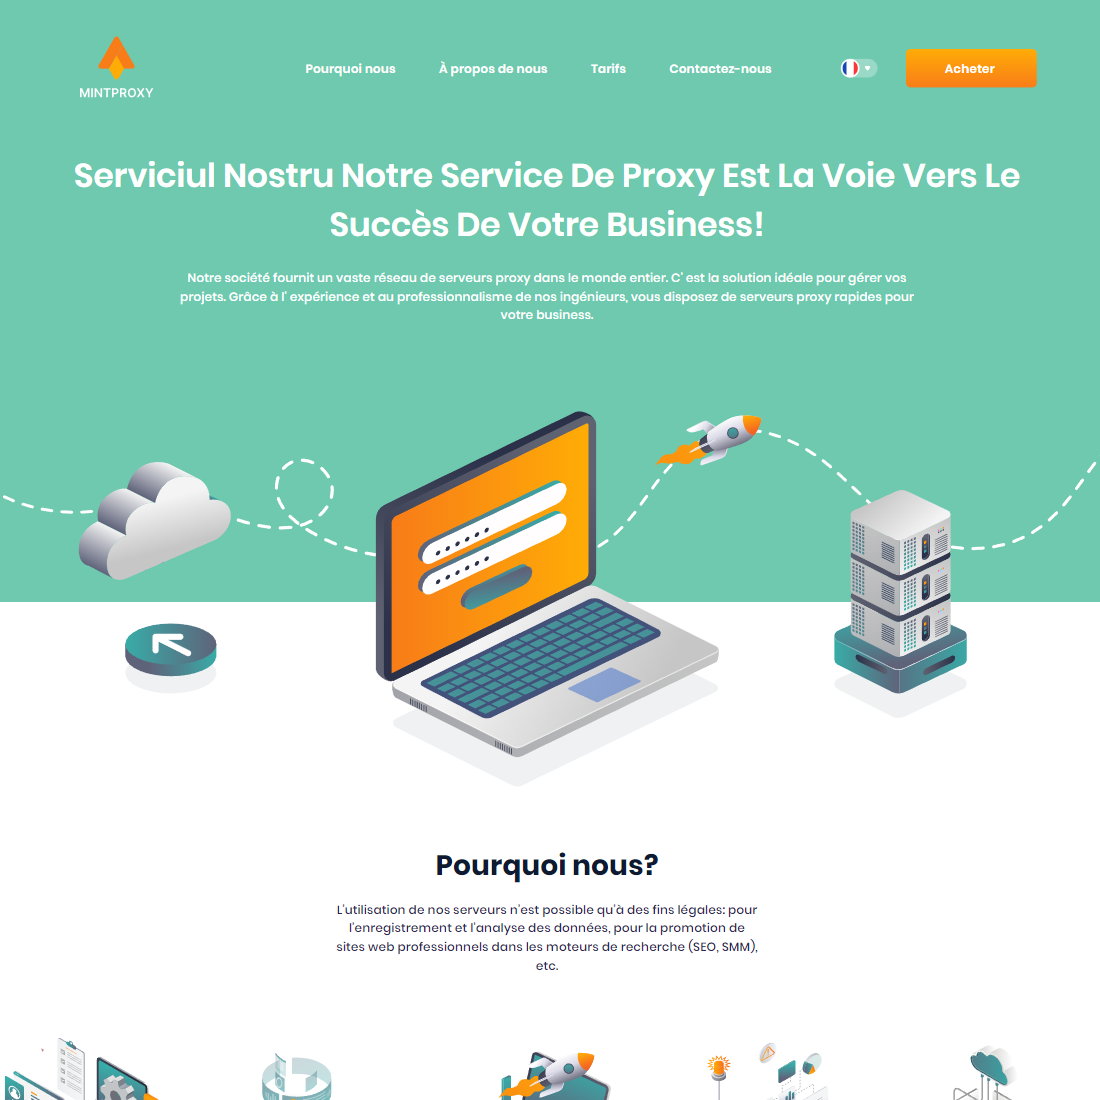 MINTPROXY
Pourquoi nous
À propos de nous
Tarifs
Contactez-nous
Acheter
Serviciul Nostru Notre Service De Proxy Est La Voie Vers Le
Succès De Votre Business!
Notre société fournit un vaste réseau de serveurs proxy dans le monde entier. C' est la solution idéale pour gérer vos
projets. Grâce à l' expérience et au professionnalisme de nos ingénieurs, vous disposez de serveurs proxy rapides pour
votre business.
Pourquoi nous?
L'utilisation de nos serveurs n'est possible qu'à des fins légales: pour
l'enregistrement et l'analyse des données, pour la promotion de
sites web professionnels dans les moteurs de recherche (SEO, SMM),
etc.